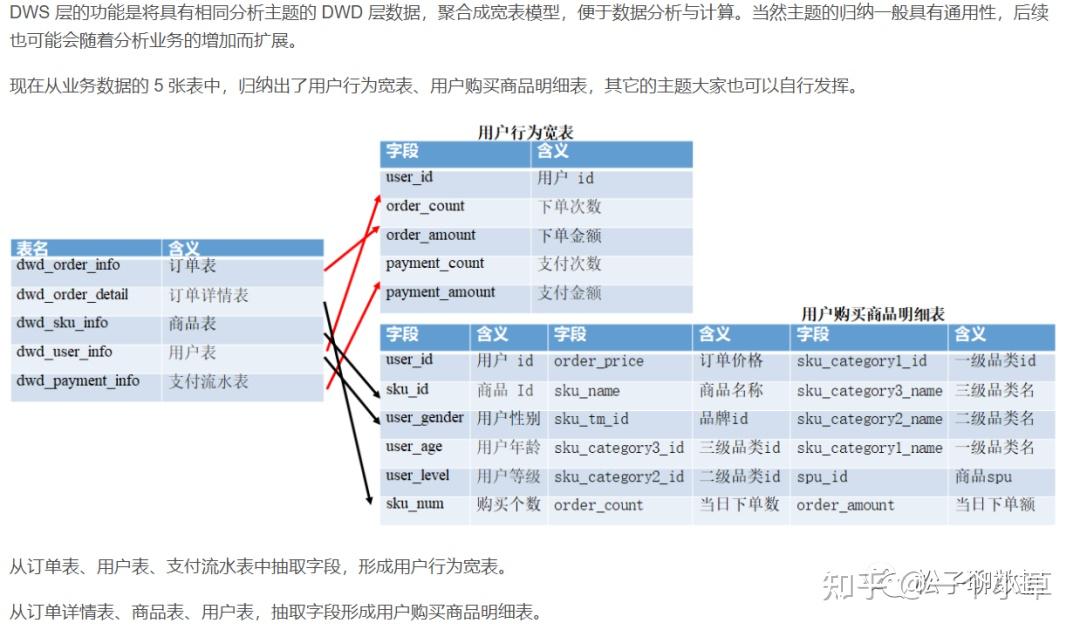 DWS 层的功能是将具有相同分析主题的 DWD 层数据，聚合成宽表模型，便于数据分析与计算。当然主题的归纳一般具有通用性，后续
也可能会随着分析业务的增加而扩展。
现在从业务数据的 5 张表中，归纳出了用户行为宽表、用户购买商品明细表，其它的主题大家也可以自行发挥。
用户行为宽表
字段 含义
user_id 用户 id
order_count 下单次数
order_amount 下单金额
payment_count 支付次数
payment_amount 支付金额
表名 含义
dwd_order_info 订单表
dwd_order_detail 订单详情表
dwd_sku_info 商品表
dwd_user_info 用户表
dwd_payment_info 支付流水表
用户购买商品明细表
字段 含义 字段 含义 字段 含义
user_id 用户 id order_price 订单价格 sku_category1_id 一级品类id
sku_id 商品 Id sku_name 商品名称 sku_category3_name 三级品类名
user_gender 用户性别 sku_tm_id 品牌id sku_category2_name 二级品类名
user_age 用户年龄 sku_category3_id 三级品类id sku_category1_name 一级品类名
user_level 用户等级 sku_category2_id 二级品类id spu_id 商品spu
sku_num 购买个数 order_count 当日下单数 order_amount 当日下单额
从订单表、用户表、支付流水表中抽取字段，形成用户行为宽表。
从订单详情表、商品表、用户表，抽取字段形成用户购买商品明细表。
知乎